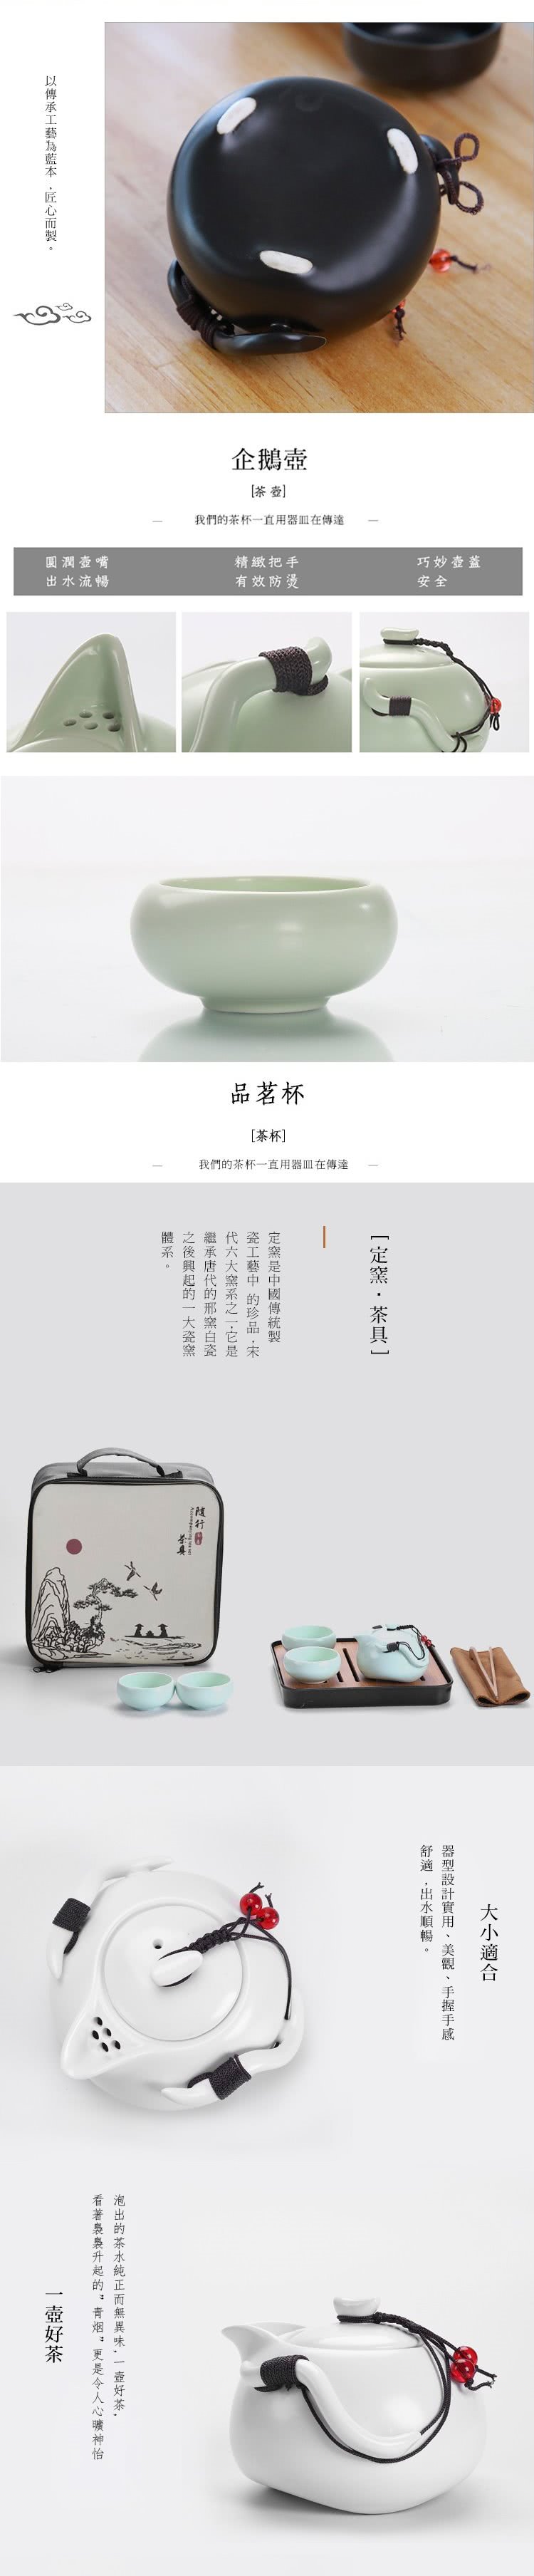 以傳承工藝為藍本，匠心而製。
企鵝壺
[茶壺]
— 我們的茶杯一直用器皿在傳達 —
圓潤壺嘴
出水流暢
精緻把手
有效防燙
巧妙壺蓋
安全
品茗杯
[茶杯]
— 我們的茶杯一直用器皿在傳達 —
[定窯·茶具]
定窯是中國傳統製
瓷工藝中 的珍品，宋
代六大窯系之一，它是
繼承唐代的邢窯白瓷
之後興起的一大瓷窯
體系。
隨行
茶具
大小適合
器型設計實用、美觀、手握手感
舒適，出水順暢。
泡出的茶水純正而無異味，一壺好茶，
看著裊裊升起的"青烟"更是令人心曠神怡
一壺好茶